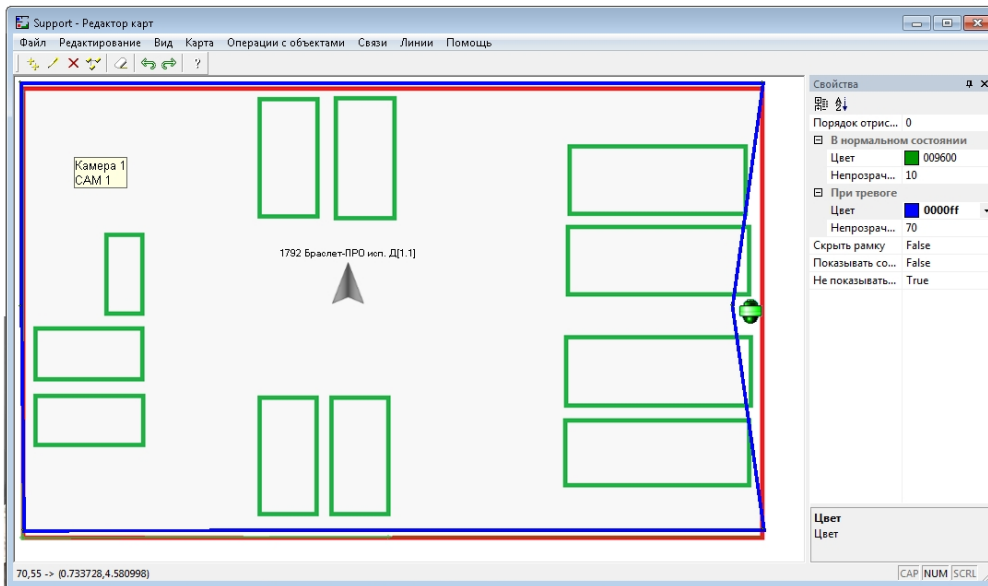 Support - Редактор карт
Файл Редактирование Вид Карта Операции с объектами Связи Линии Помощь
?
Камера 1
CAM 1
1792 Браслет-ПРО исп. Д[1.1]
Свойства
Порядок отрис... 0
В нормальном состоянии
Цвет 009600
Непрозрач... 10
При тревоге
Цвет 0000ff
Непрозрач... 70
Скрыть рамку False
Показывать со... False
Не показывать... True
Цвет
Цвет
70,55 -> (0.733728,4.580998)
CAP NUM SCRL